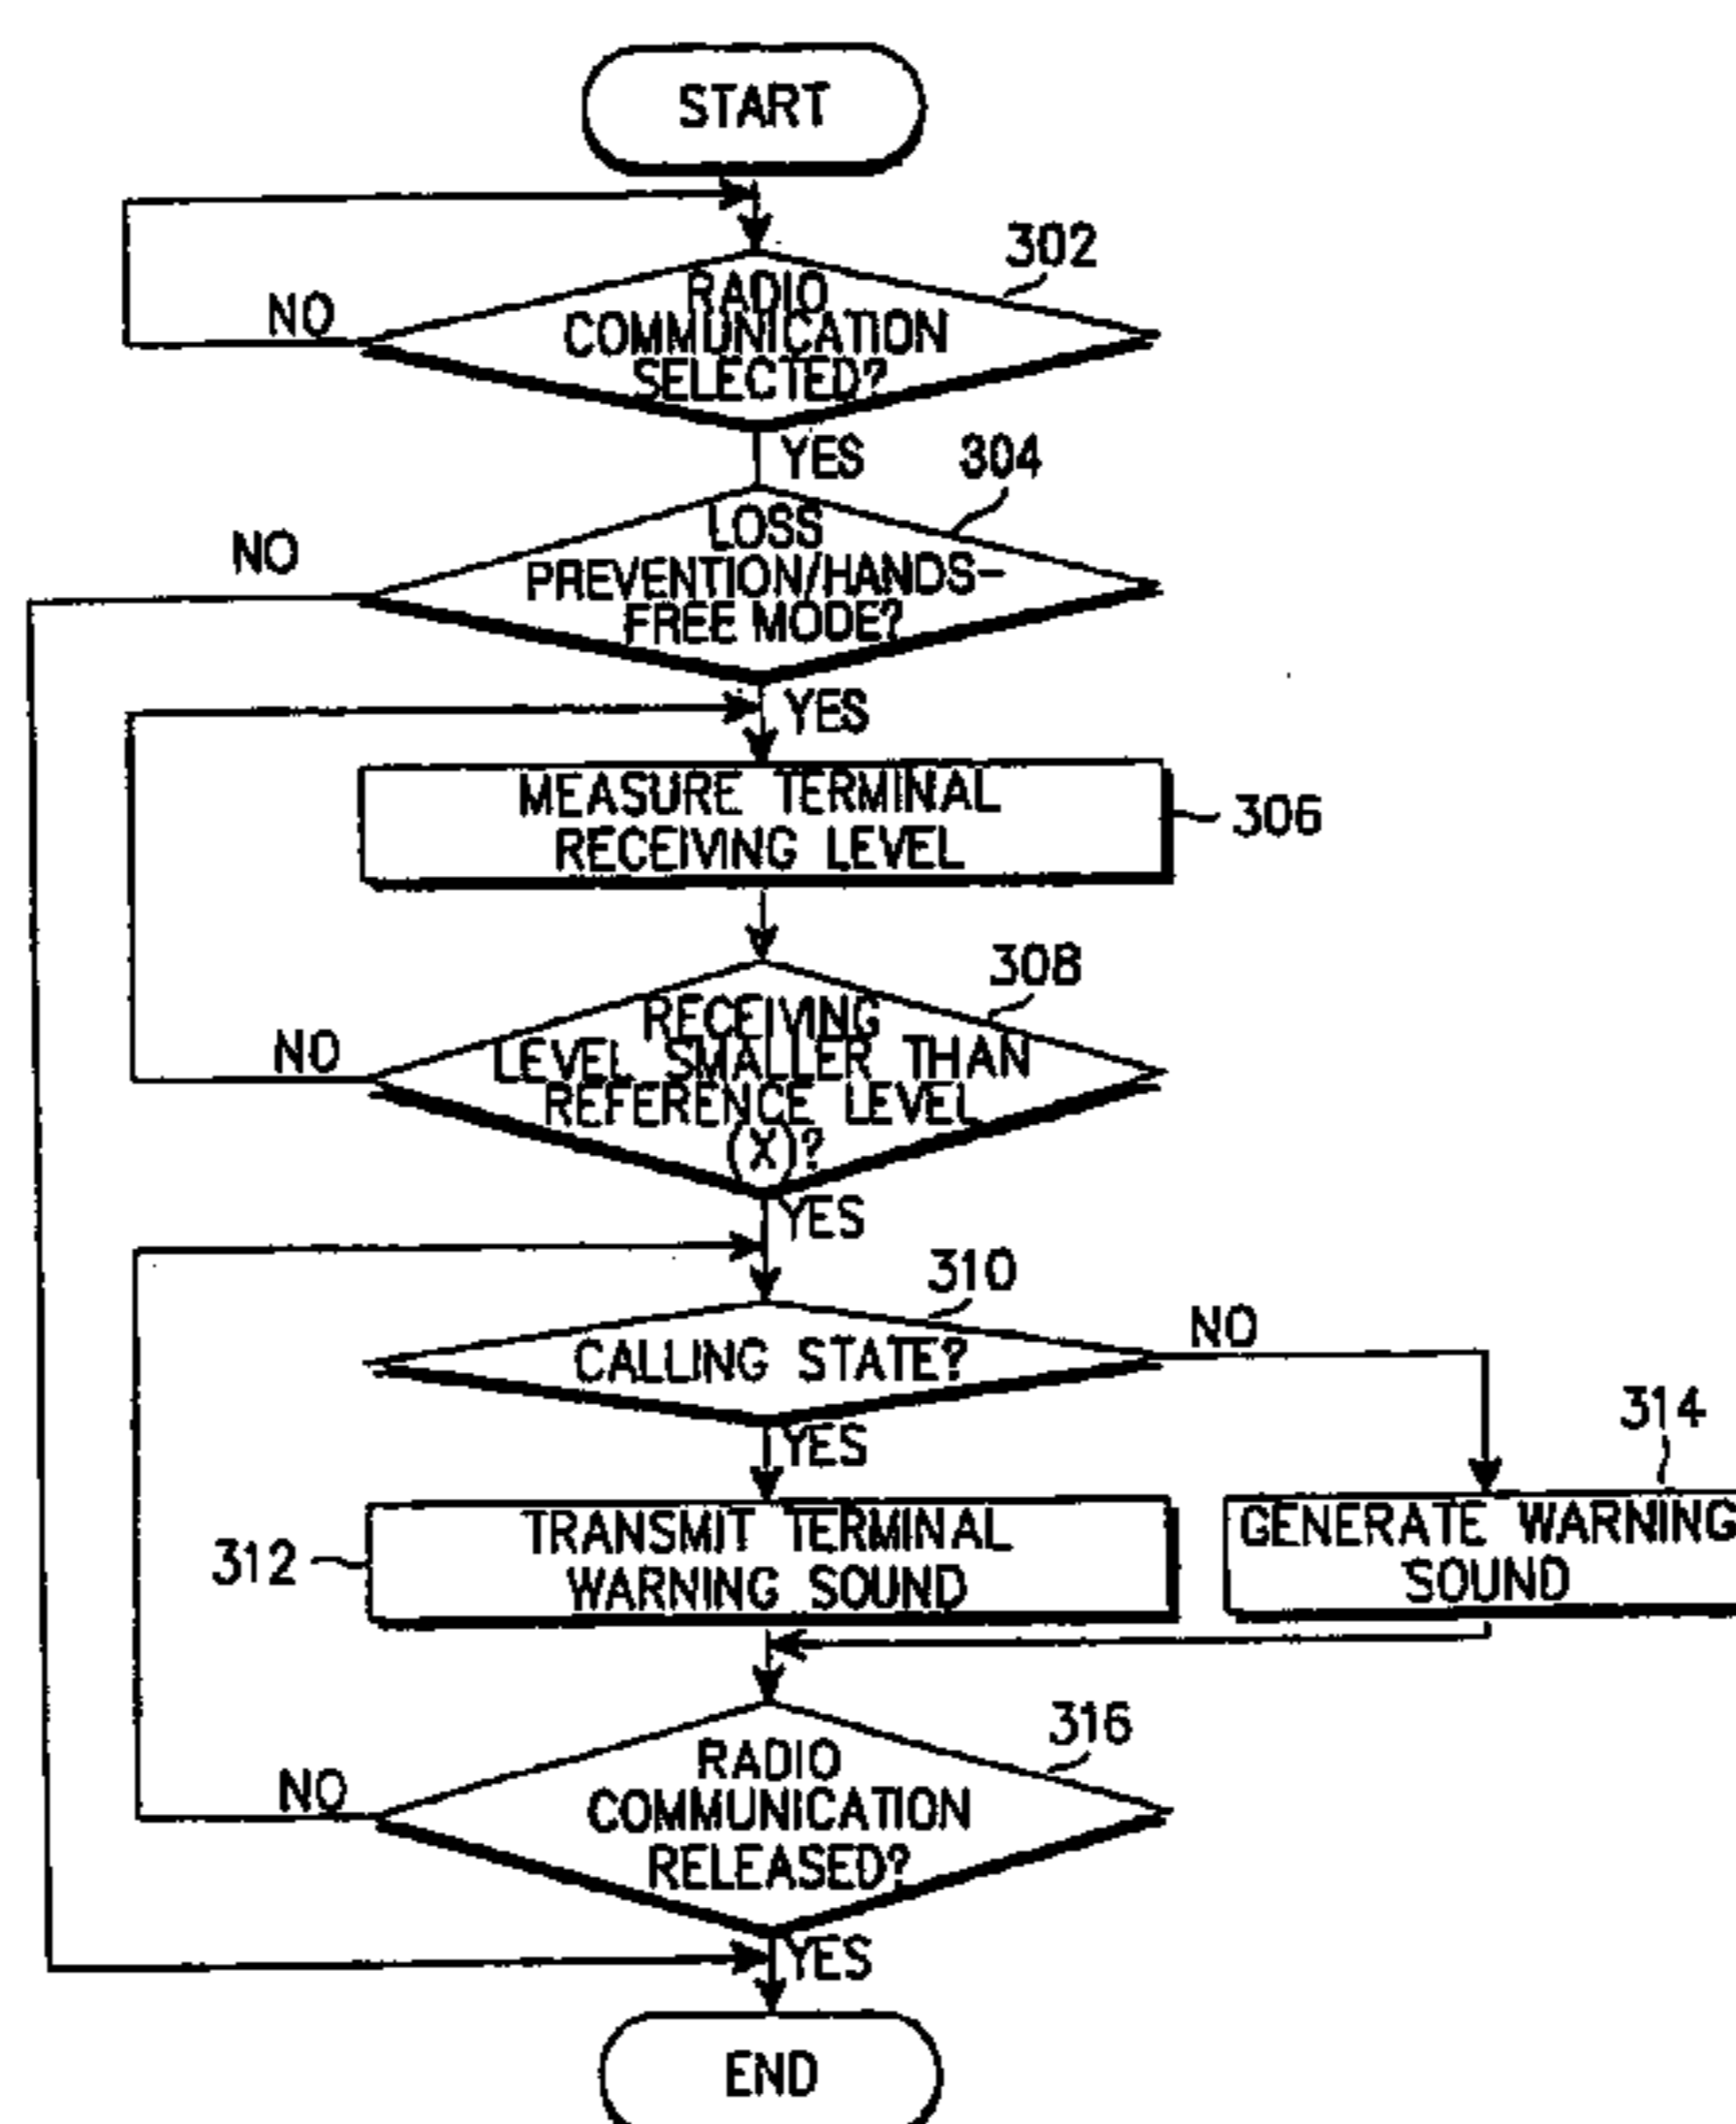 START
302
RADIO
COMMUNICATION
SELECTED?
NO
YES
304
LOSS
PREVENTION/HANDS-
FREE MODE?
NO
YES
MEASURE TERMINAL
RECEIVING LEVEL
306
308
RECEIVING
LEVEL SMALLER THAN
REFERENCE LEVEL
(X)?
NO
YES
310
CALLING STATE?
NO
YES
314
312
TRANSMIT TERMINAL
WARNING SOUND
GENERATE WARNING
SOUND
316
RADIO
COMMUNICATION
RELEASED?
NO
YES
END